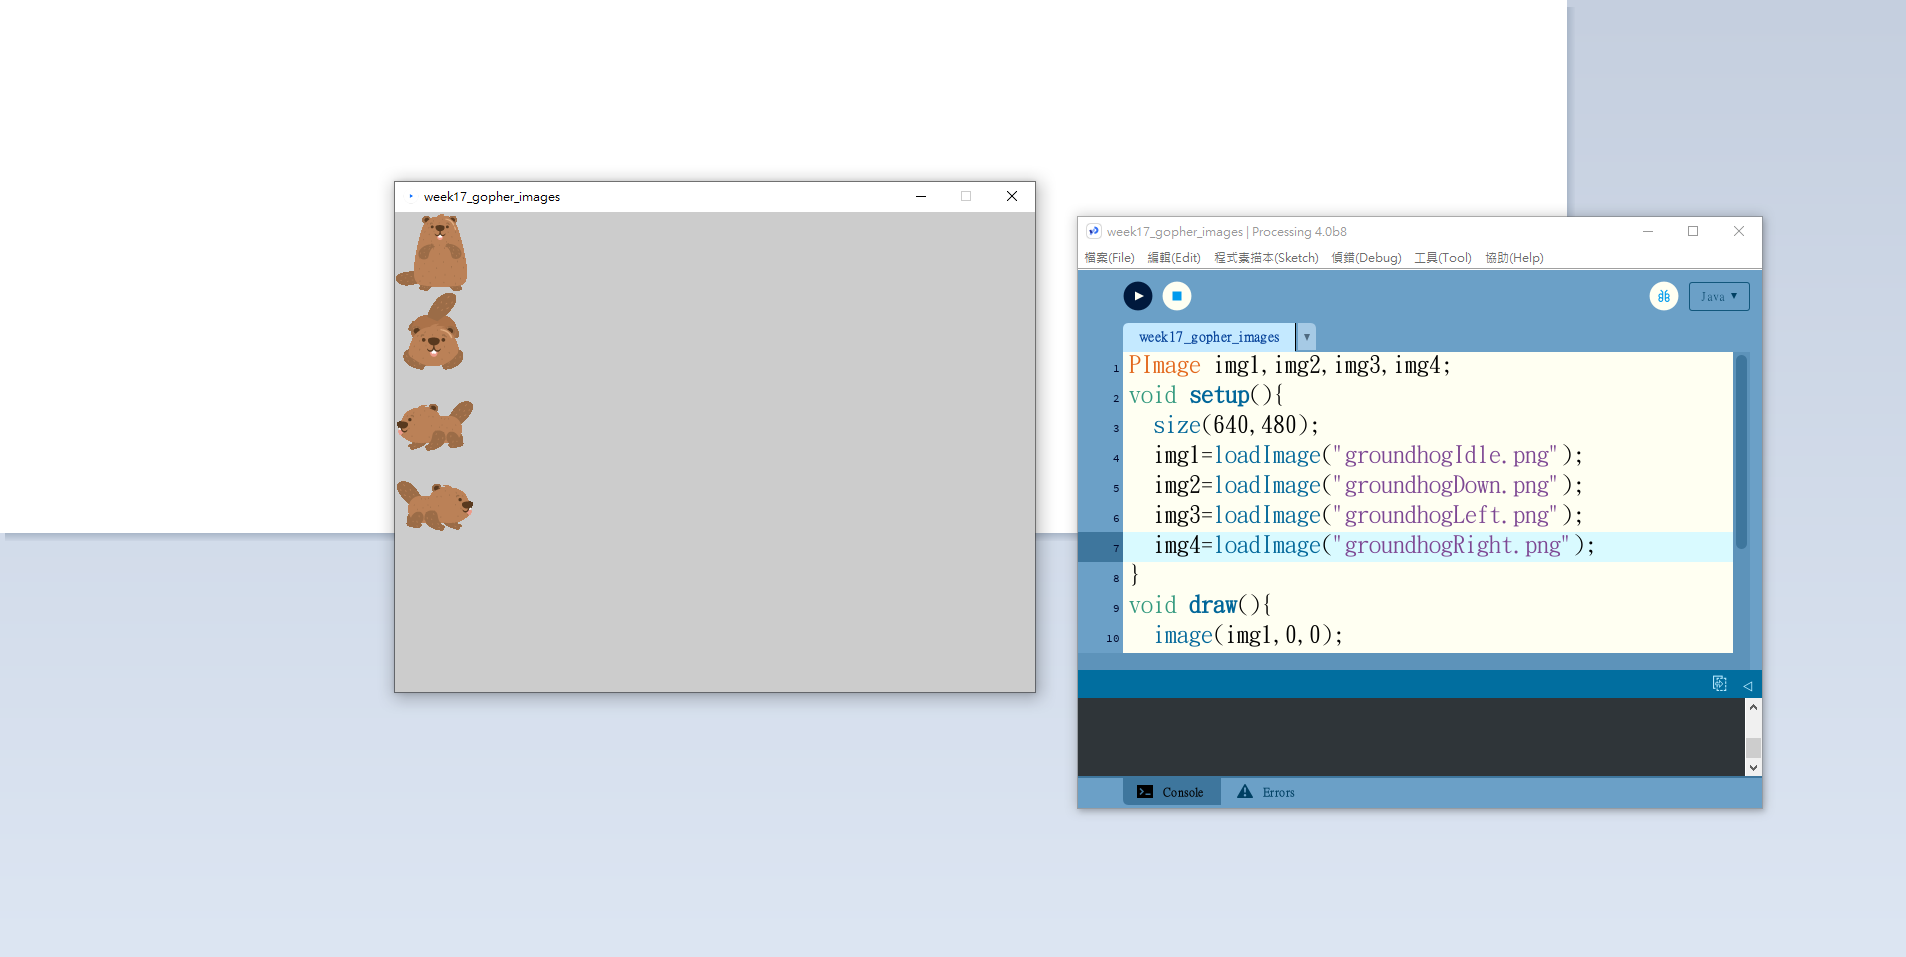 week17_gopher_images
week17_gopher_images | Processing 4.0b8
檔案(File) 編輯(Edit) 程式素描本(Sketch) 偵錯(Debug) 工具(Tool) 協助(Help)
Java ▼
week17_gopher_images ▼
1 PImage img1,img2,img3,img4;
2 void setup(){
3 size(640,480);
4 img1=loadImage("groundhogIdle.png");
5 img2=loadImage("groundhogDown.png");
6 img3=loadImage("groundhogLeft.png");
7 img4=loadImage("groundhogRight.png");
8 }
9 void draw(){
10 image(img1,0,0);
Console Errors